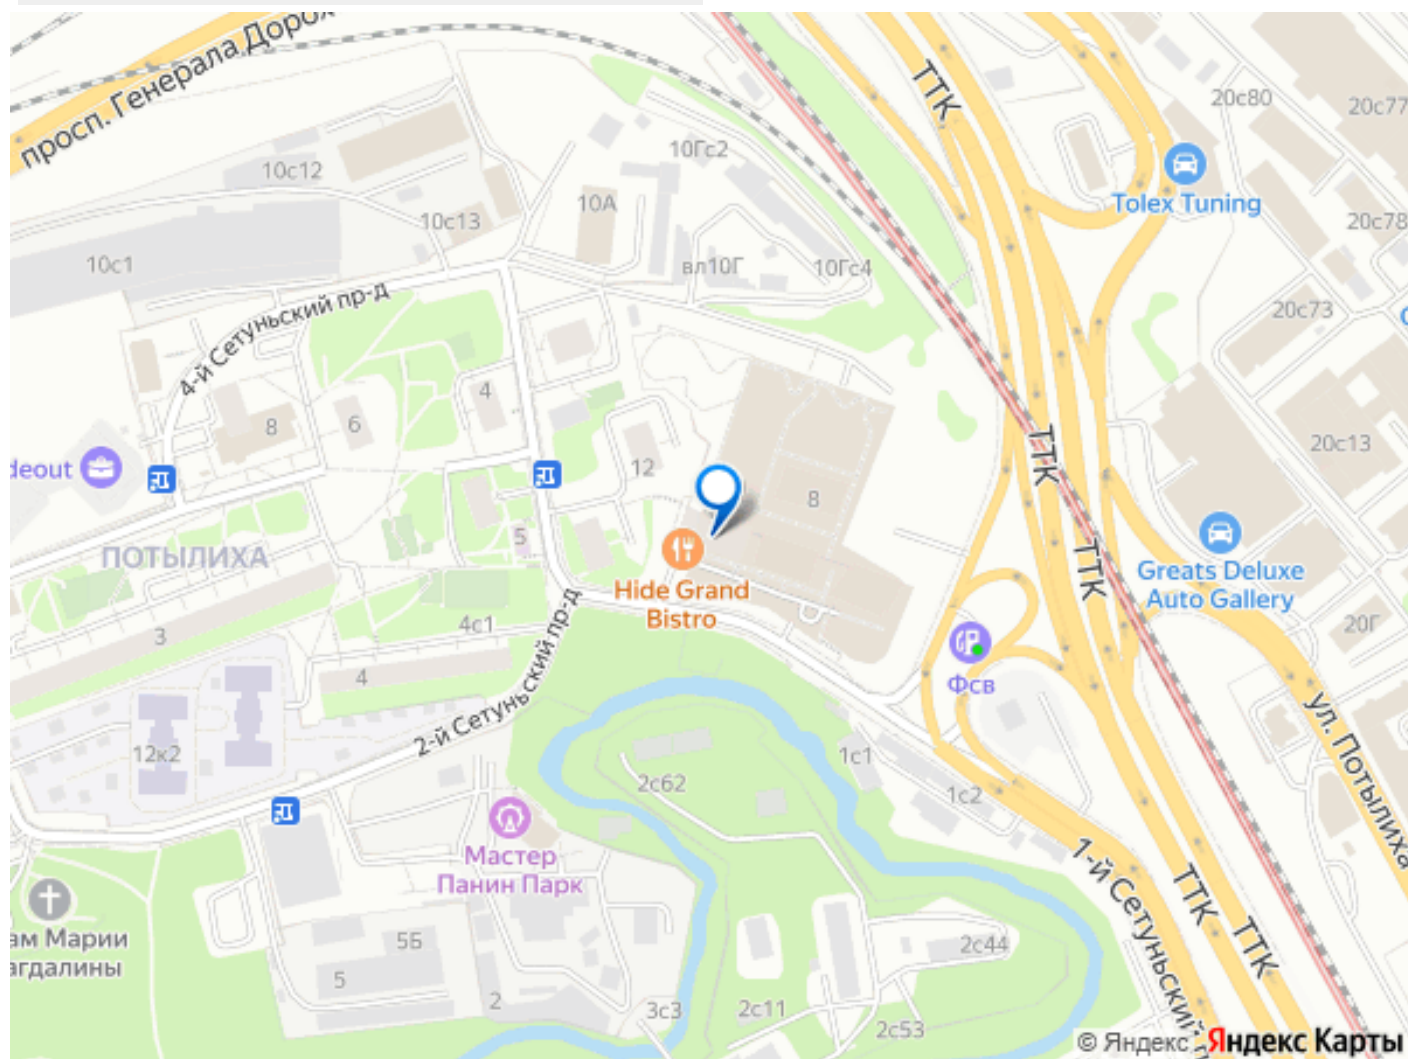 просп. Генерала Дорох
ТТК
20с80
20с77
10Гс2
10с12
Tolex Tuning
10А
10с13
20с78
10с1
вл10Г
10Гс4
4-й Сетуньский пр-д
20с73
4
6
8
20с13
deout
12
8
ТТК
5
ПОТЫЛИХА
ТТК
Hide Grand
Bistro
Greats Deluxe
Auto Gallery
3
4с1
20Г
4
Фсв
2-й Сетуньский пр-д
12к2
1с1
2с62
1с2
ул. Потылиха
Мастер
Панин Парк
1-й Сетуньский
ТТК
ТТК
ам Марии
агдалины
5Б
2с44
5
2
3с3
2с11
2с53
© Яндекс Яндекс Карты